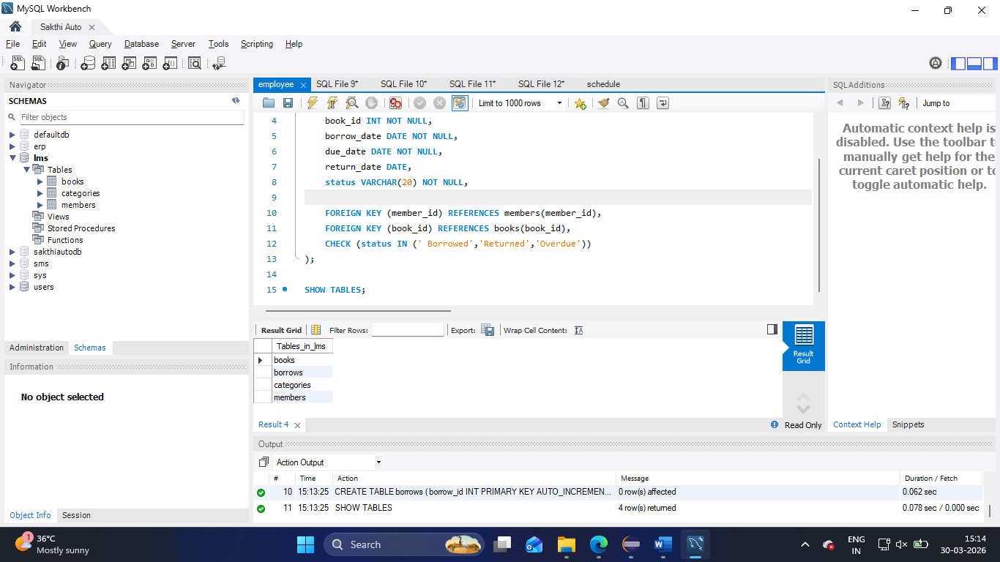 MySQL Workbench
Sakthi Auto
File Edit View Query Database Server Tools Scripting Help
Navigator
SCHEMAS
Filter objects
defaultdb
erp
lms
Tables
books
categories
members
Views
Stored Procedures
Functions
sakthiautodb
sms
sys
users
Administration Schemas
Information
No object selected
Object Info Session
employee SQL File 9* SQL File 10* SQL File 11* SQL File 12* schedule
Limit to 1000 rows
4 book_id INT NOT NULL,
5 borrow_date DATE NOT NULL,
6 due_date DATE NOT NULL,
7 return_date DATE,
8 status VARCHAR(20) NOT NULL,
9
10 FOREIGN KEY (member_id) REFERENCES members(member_id),
11 FOREIGN KEY (book_id) REFERENCES books(book_id),
12 CHECK (status IN (' Borrowed','Returned','Overdue'))
13 );
14
15 SHOW TABLES;
Result Grid Filter Rows: Export: Wrap Cell Content:
Tables_in_lms
books
borrows
categories
members
Result Grid
Result 4 Read Only
SQLAdditions
Jump to
Automatic context help is
disabled. Use the toolbar t
manually get help for the
current caret position or to
toggle automatic help.
Context Help Snippets
Output
Action Output
# Time Action Message Duration / Fetch
10 15:13:25 CREATE TABLE borrows ( borrow_id INT PRIMARY KEY AUTO_INCREMEN... 0 row(s) affected 0.062 sec
11 15:13:25 SHOW TABLES 4 row(s) returned 0.078 sec / 0.000 sec
1
36°C
Mostly sunny
Search
ENG
IN
15:14
30-03-2026